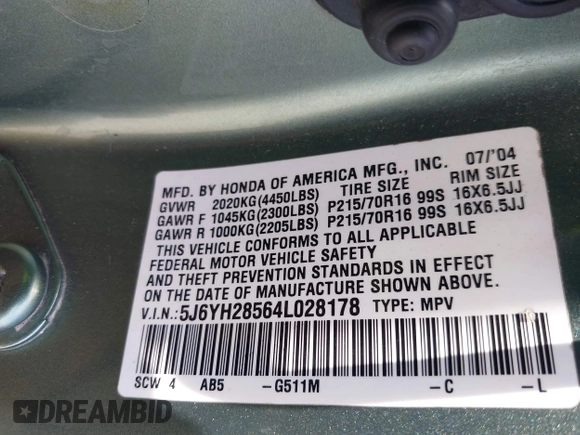 MFD. BY HONDA OF AMERICA MFG., INC. 07/'04
GVWR 2020KG(4450LBS) TIRE SIZE RIM SIZE
GAWR F 1045KG(2300LBS) P215/70R16 99S 16X6.5JJ
GAWR R 1000KG(2205LBS) P215/70R16 99S 16X6.5JJ
THIS VEHICLE CONFORMS TO ALL APPLICABLE
FEDERAL MOTOR VEHICLE SAFETY
AND THEFT PREVENTION STANDARDS IN EFFECT
ON THE DATE OF MANUFACTURE SHOWN ABOVE.
V.I.N.:5J6YH28564L028178 TYPE: MPV
SCW 4 AB5 -G511M -C -L
DREAMBID